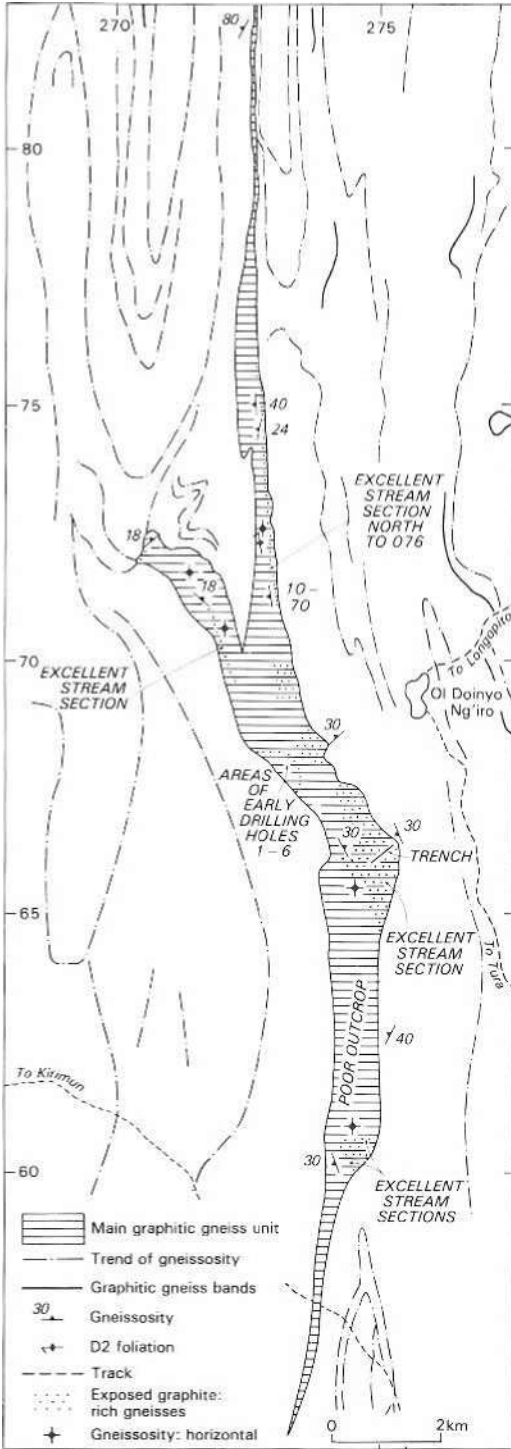 270
275
80
80
75
40
24
EXCELLENT
STREAM
SECTION
NORTH
TO 076
18
18
10-
70
70
To Longopito
EXCELLENT
STREAM
SECTION
Ol Doinyo
Ng'iro
30
AREAS
OF
EARLY
DRILLING
HOLES
1-6
30
30
TRENCH
65
EXCELLENT
STREAM
SECTION
To Tura
POOR OUTCROP
40
To Kirimun
60
30
EXCELLENT
STREAM
SECTIONS
Main graphitic gneiss unit
Trend of gneissosity
Graphitic gneiss bands
30
Gneissosity
D2 foliation
Track
Exposed graphite:
rich gneisses
Gneissosity: horizontal
0 2km